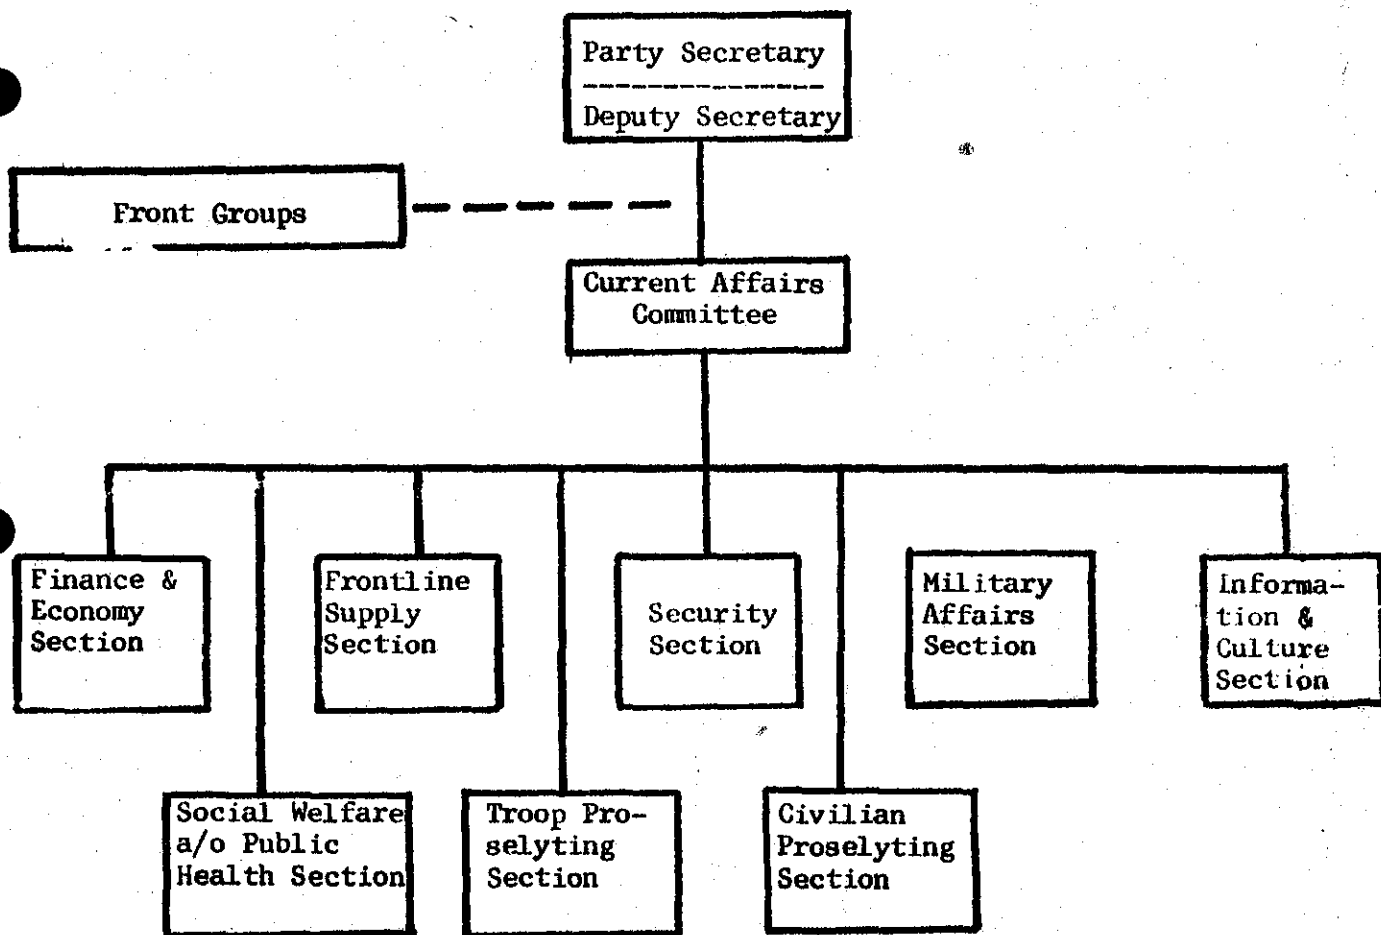 Party Secretary
Deputy Secretary
Front Groups
Current Affairs
Committee
Finance &
Economy
Section
Frontline
Supply
Section
Security
Section
Military
Affairs
Section
Informa-
tion &
Culture
Section
Social Welfare
a/o Public
Health Section
Troop Pro-
selyting
Section
Civilian
Proselyting
Section